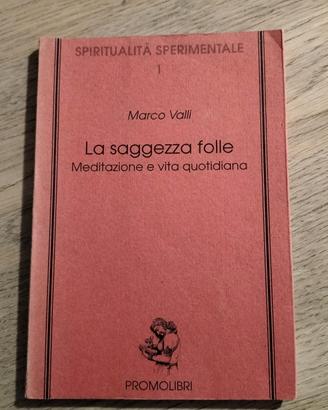 SPIRITUALITÀ SPERIMENTALE
1
Marco Valli
La saggezza folle
Meditazione e vita quotidiana
PROMOLIBRI